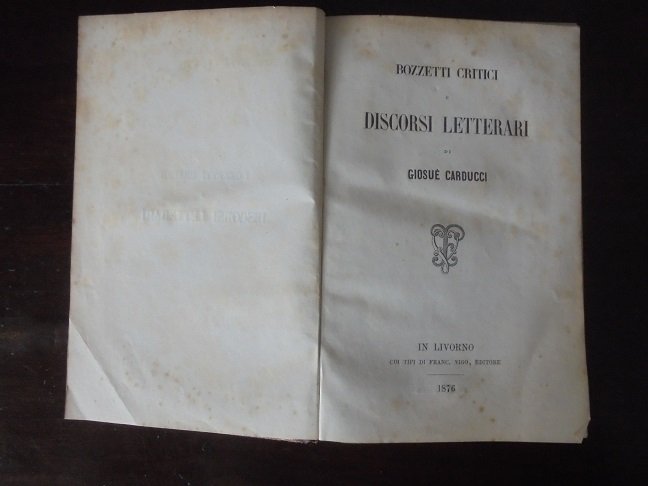 BOZZETTI CRITICI
E
DISCORSI LETTERARI
DI
GIOSUÈ CARDUCCI
IN LIVORNO
COI TIPI DI FRANC. VIGO, EDITORE
1876